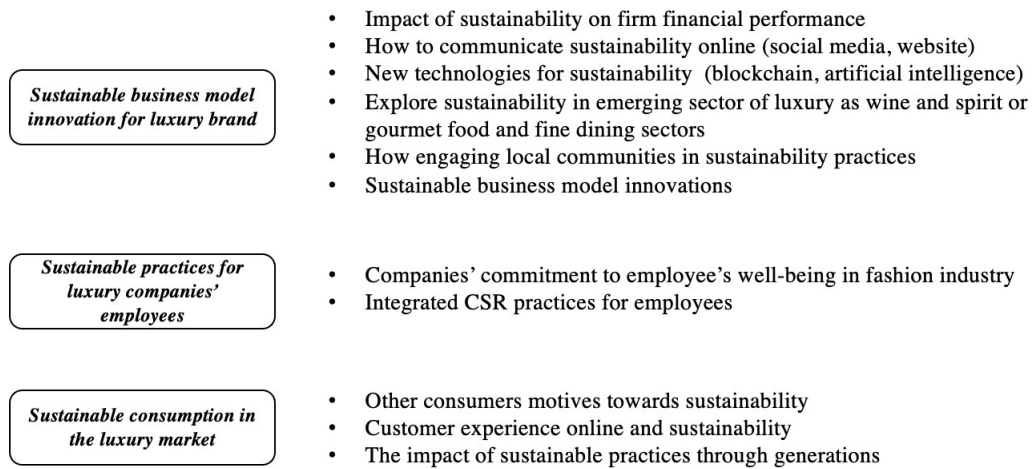 • Impact of sustainability on firm financial performance
• How to communicate sustainability online (social media, website)
• New technologies for sustainability (blockchain, artificial intelligence)
Sustainable business model
innovation for luxury brand
• Explore sustainability in emerging sector of luxury as wine and spirit or
gourmet food and fine dining sectors
• How engaging local communities in sustainability practices
• Sustainable business model innovations
Sustainable practices for
luxury companies’
employees
• Companies’ commitment to employee’s well-being in fashion industry
• Integrated CSR practices for employees
Sustainable consumption in
the luxury market
• Other consumers motives towards sustainability
• Customer experience online and sustainability
• The impact of sustainable practices through generations